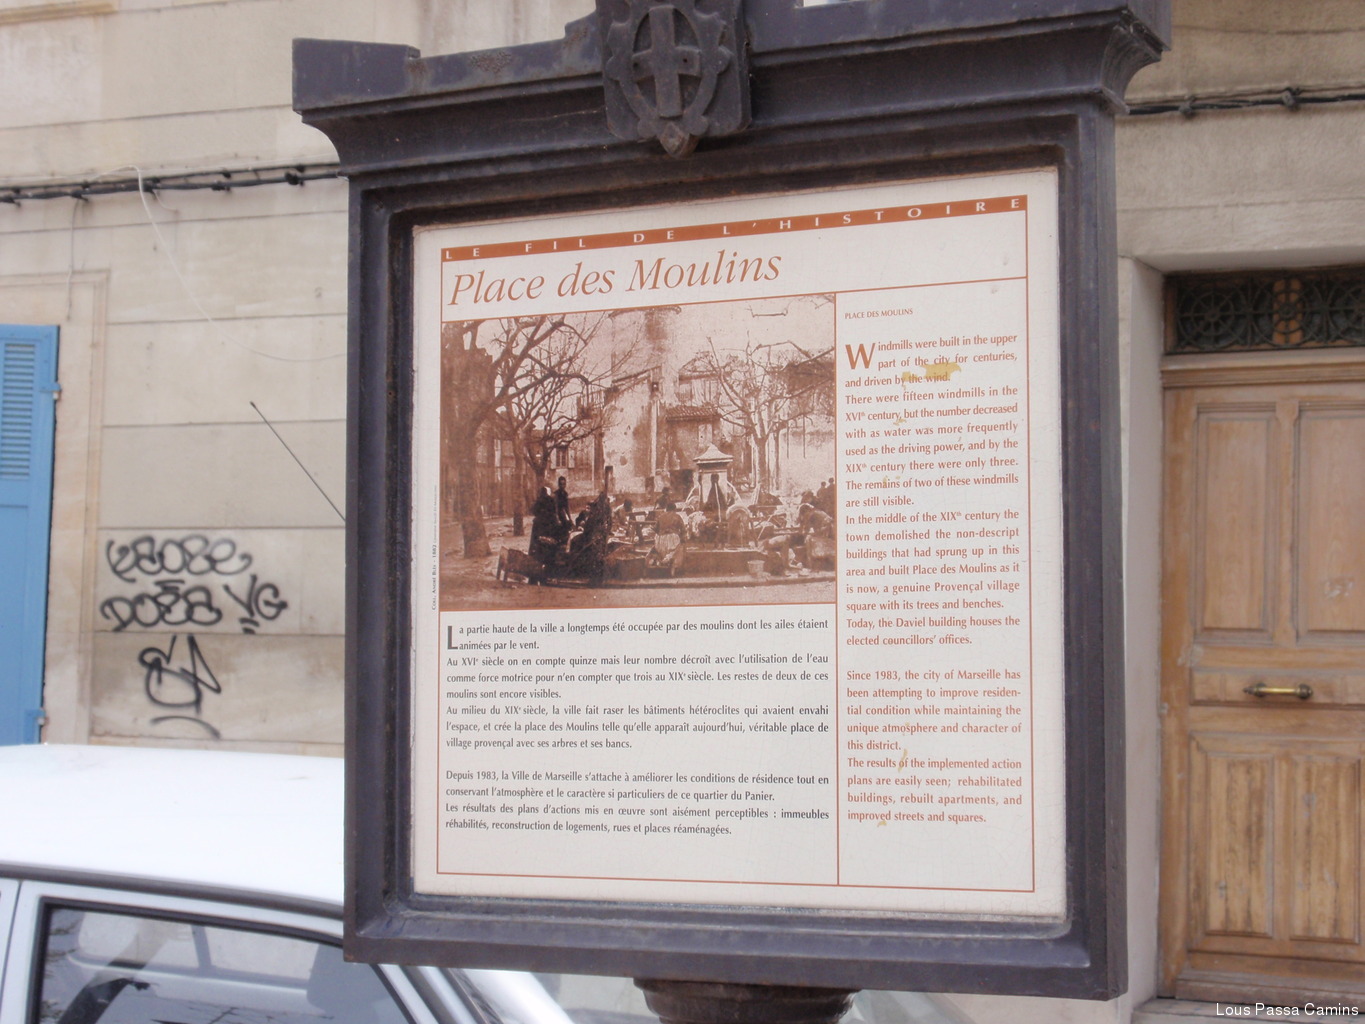 LE FIL DE L'HISTOIRE
Place des Moulins
La partie haute de la ville a longtemps été occupée par des moulins dont les ailes étaient
animées par le vent.
Au XVIe siècle on en compte quinze mais leur nombre décroît avec l'utilisation de l'eau
comme force motrice pour n'en compter que trois au XIXe siècle. Les restes de deux de ces
moulins sont encore visibles.
Au milieu du XIXe siècle, la ville fait raser les bâtiments hétéroclites qui avaient envahi
l'espace, et crée la place des Moulins telle qu'elle apparaît aujourd'hui, véritable place de
village provençal avec ses arbres et ses bancs.
Depuis 1983, la Ville de Marseille s'attache à améliorer les conditions de résidence tout en
conservant l'atmosphère et le caractère si particuliers de ce quartier du Panier.
Les résultats des plans d'actions mis en œuvre sont aisément perceptibles : immeubles
réhabilités, reconstruction de logements, rues et places réaménagées.
PLACE DES MOULINS
Windmills were built in the upper
part of the city for centuries,
and driven by the wind.
There were fifteen windmills in the
XVIth century, but the number decreased
with as water was more frequently
used as the driving power, and by the
XIXth century there were only three.
The remains of two of these windmills
are still visible.
In the middle of the XIXth century the
town demolished the non-descript
buildings that had sprung up in this
area and built Place des Moulins as it
is now, a genuine Provençal village
square with its trees and benches.
Today, the Daviel building houses the
elected councillors' offices.
Since 1983, the city of Marseille has
been attempting to improve residen-
tial condition while maintaining the
unique atmosphere and character of
this district.
The results of the implemented action
plans are easily seen; rehabilitated
buildings, rebuilt apartments, and
improved streets and squares.
VG
Lous Passa Camins